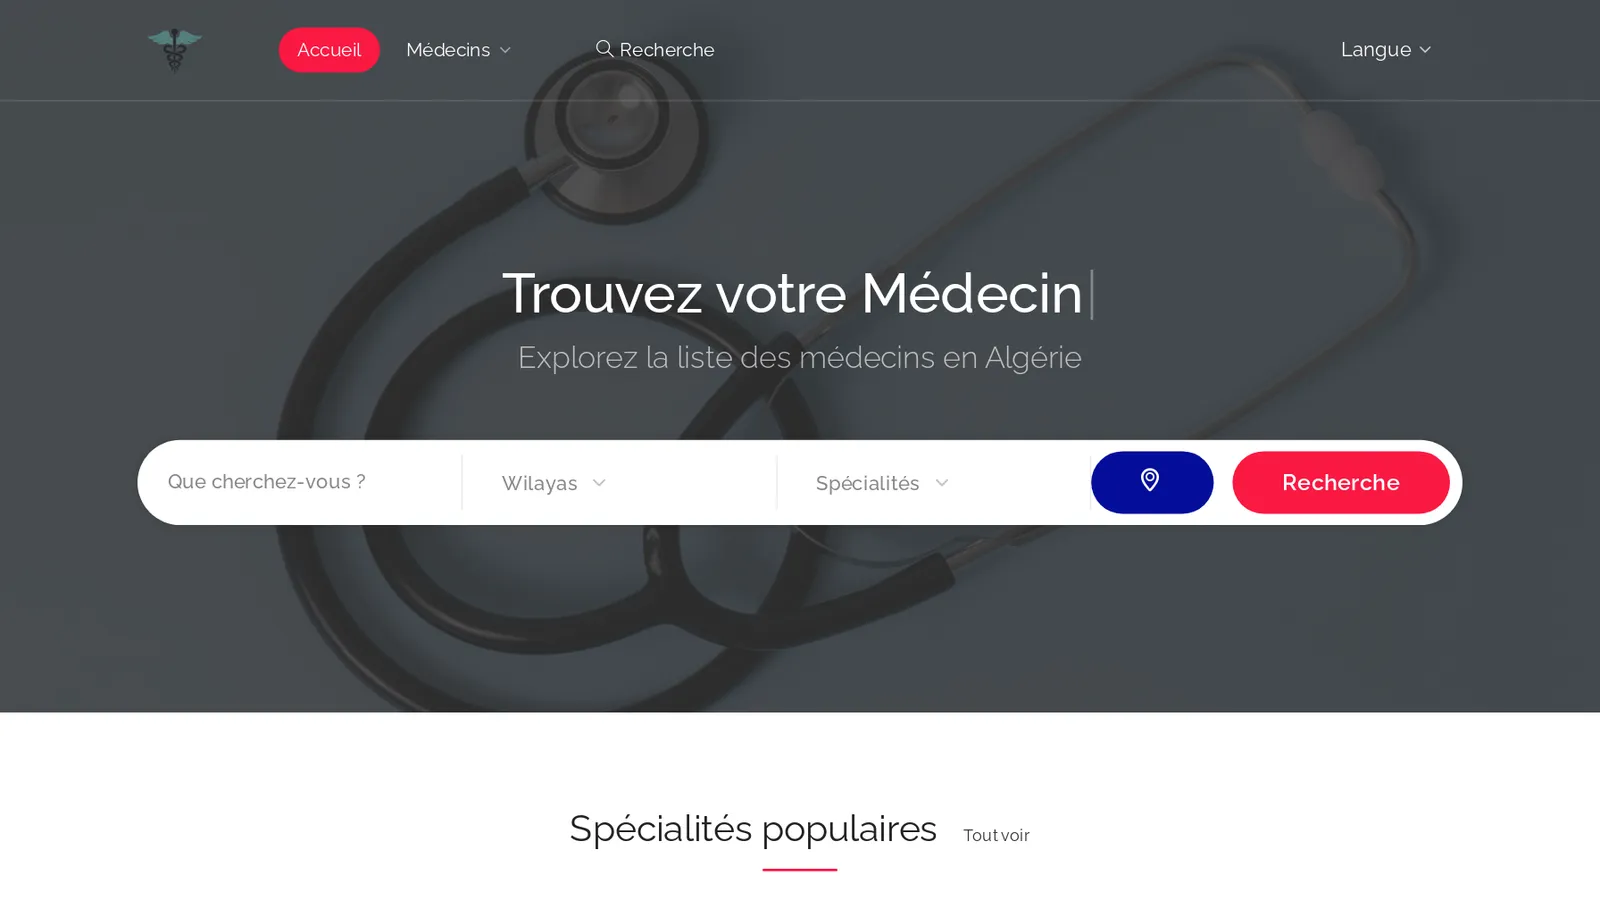 Accueil Médecins Recherche Langue
Trouvez votre Médecin
Explorez la liste des médecins en Algérie
Que cherchez-vous ? Wilayas Spécialités Recherche
Spécialités populaires Tout voir